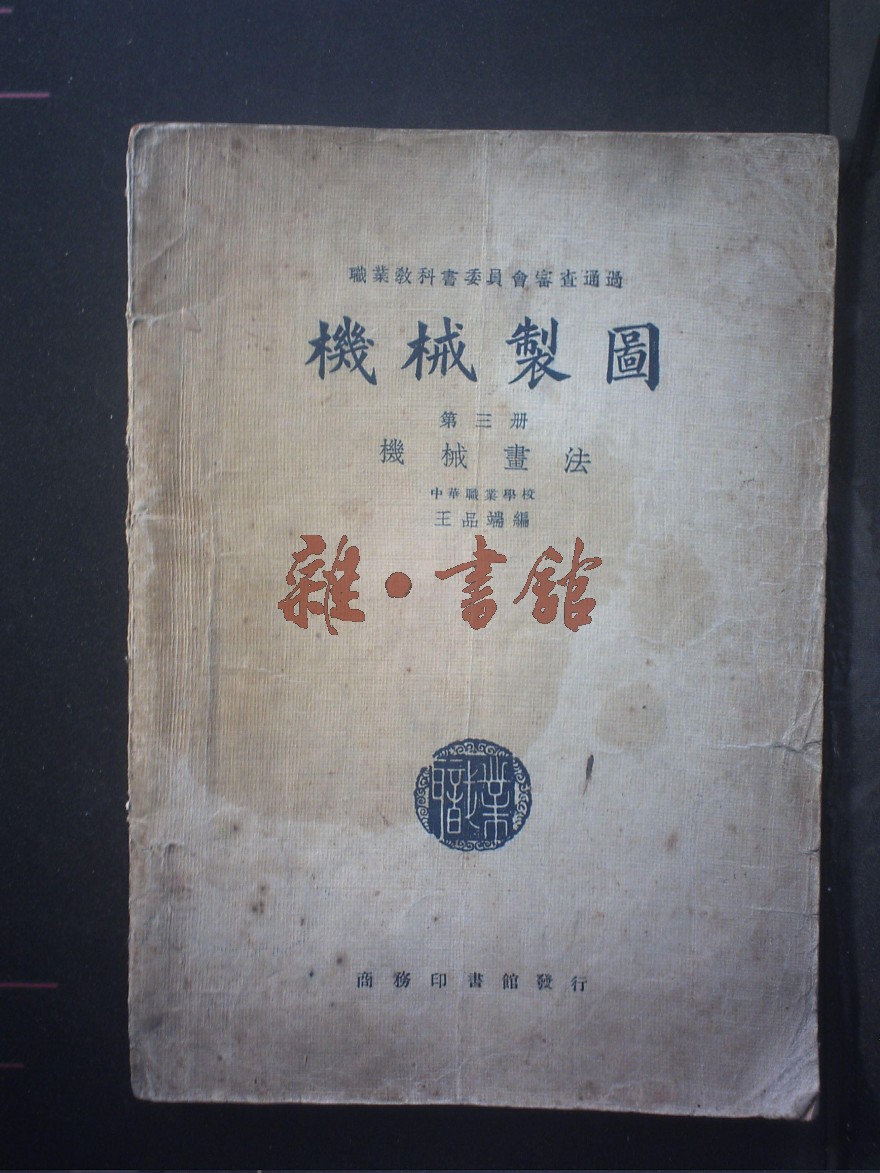 職業教科書委員會審查通過
機械製圖
第三册
機械畫法
中華職業學校
王品端編
雜·書館
職業
商務印書館發行